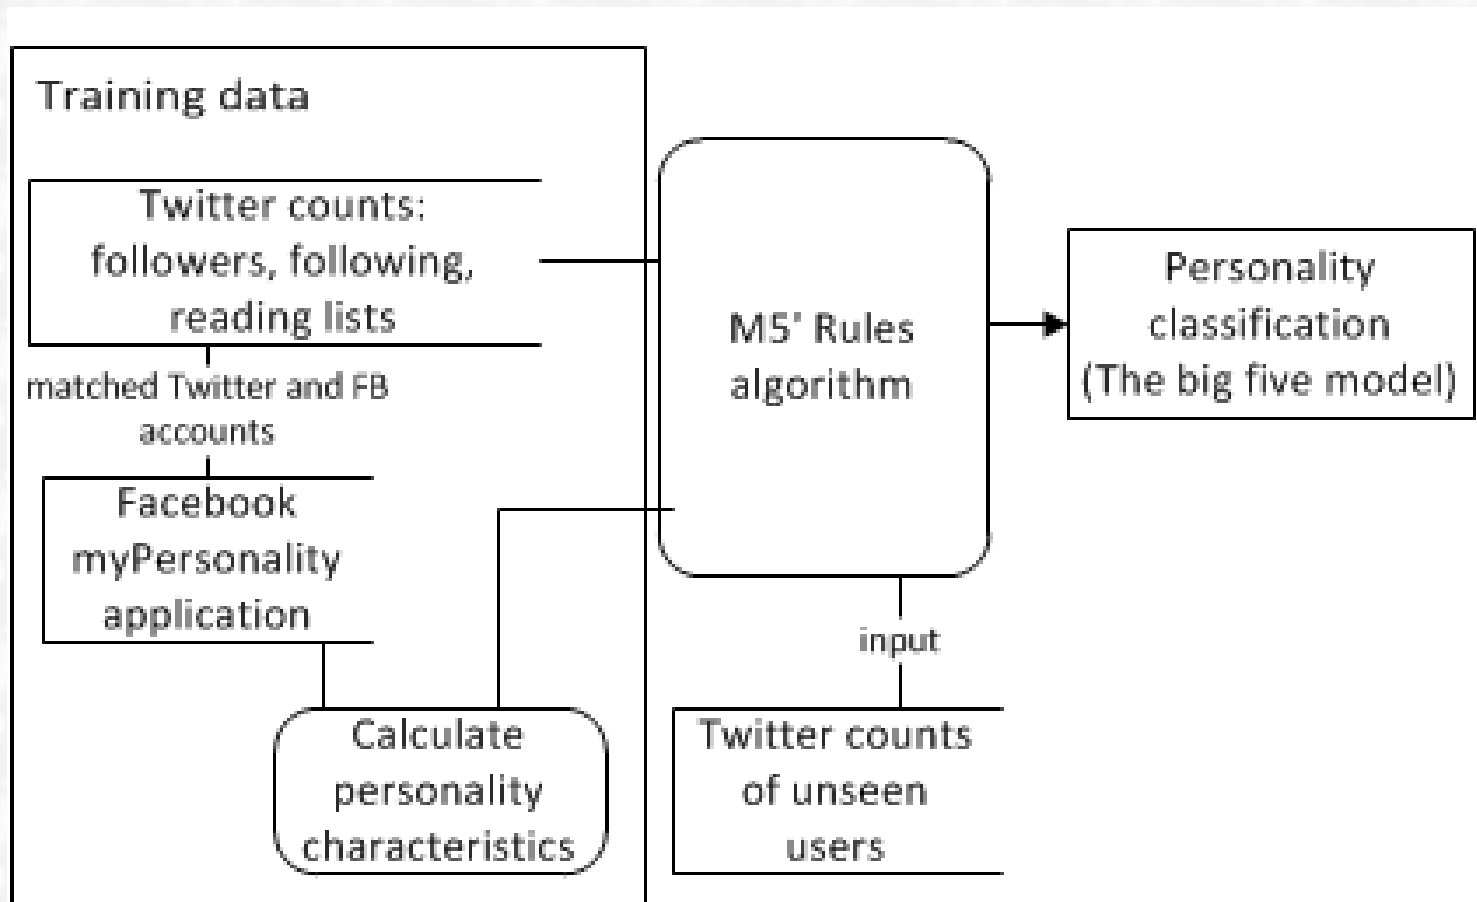 Training data
Twitter counts:
followers, following,
reading lists
matched Twitter and FB
accounts
Facebook
myPersonality
application
Calculate
personality
characteristics
M5' Rules
algorithm
input
Twitter counts
of unseen
users
Personality
classification
(The big five model)